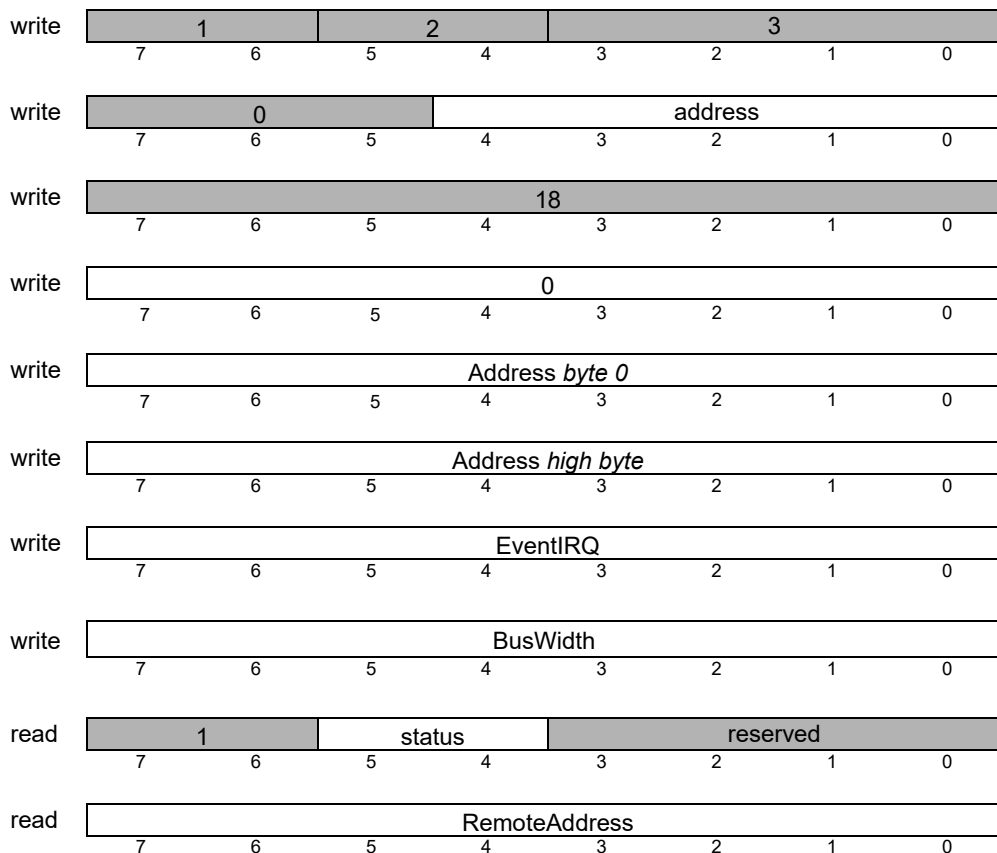 write 1 2 3
7 6 5 4 3 2 1 0
write 0 address
7 6 5 4 3 2 1 0
write 18
7 6 5 4 3 2 1 0
write 0
7 6 5 4 3 2 1 0
write Address byte 0
7 6 5 4 3 2 1 0
write Address high byte
7 6 5 4 3 2 1 0
write EventIRQ
7 6 5 4 3 2 1 0
write BusWidth
7 6 5 4 3 2 1 0
read 1 status reserved
7 6 5 4 3 2 1 0
read RemoteAddress
7 6 5 4 3 2 1 0